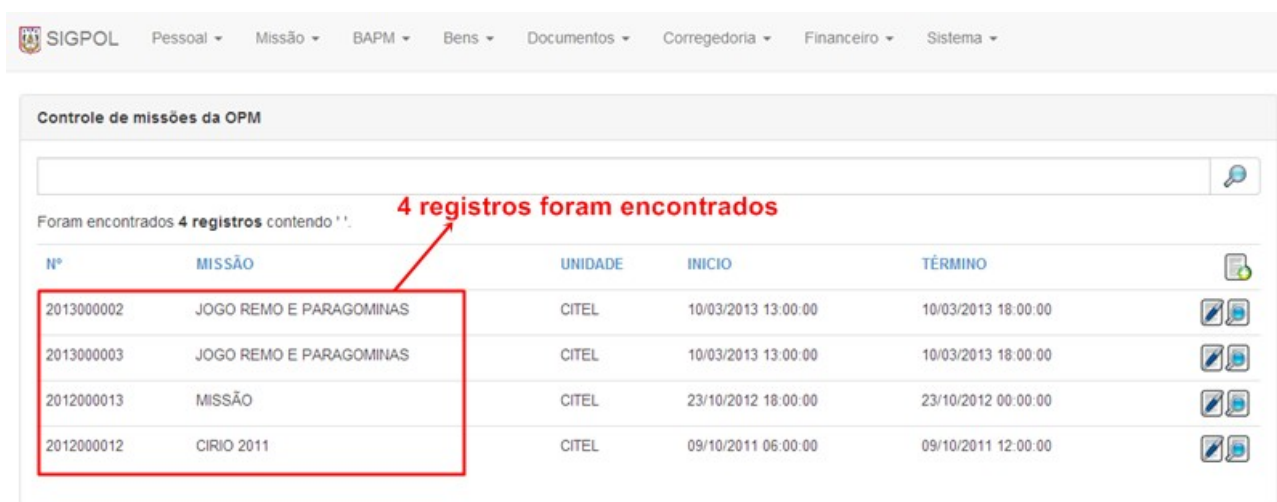 SIGPOL Pessoal Missão BAPM Bens Documentos Corregedoria Financeiro Sistema
Controle de missões da OPM
4 registros foram encontrados
Foram encontrados 4 registros contendo ' '.
Nº MISSÃO UNIDADE INICIO TÉRMINO
2013000002 JOGO REMO E PARAGOMINAS CITEL 10/03/2013 13:00:00 10/03/2013 18:00:00
2013000003 JOGO REMO E PARAGOMINAS CITEL 10/03/2013 13:00:00 10/03/2013 18:00:00
2012000013 MISSÃO CITEL 23/10/2012 18:00:00 23/10/2012 00:00:00
2012000012 CIRIO 2011 CITEL 09/10/2011 06:00:00 09/10/2011 12:00:00